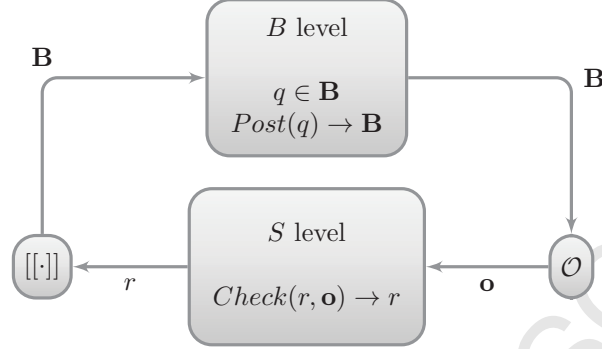 B level
q ∈ B
Post(q) → B
B
B
S level
Check(r, o) → r
[[·]]
r
o
𝒪